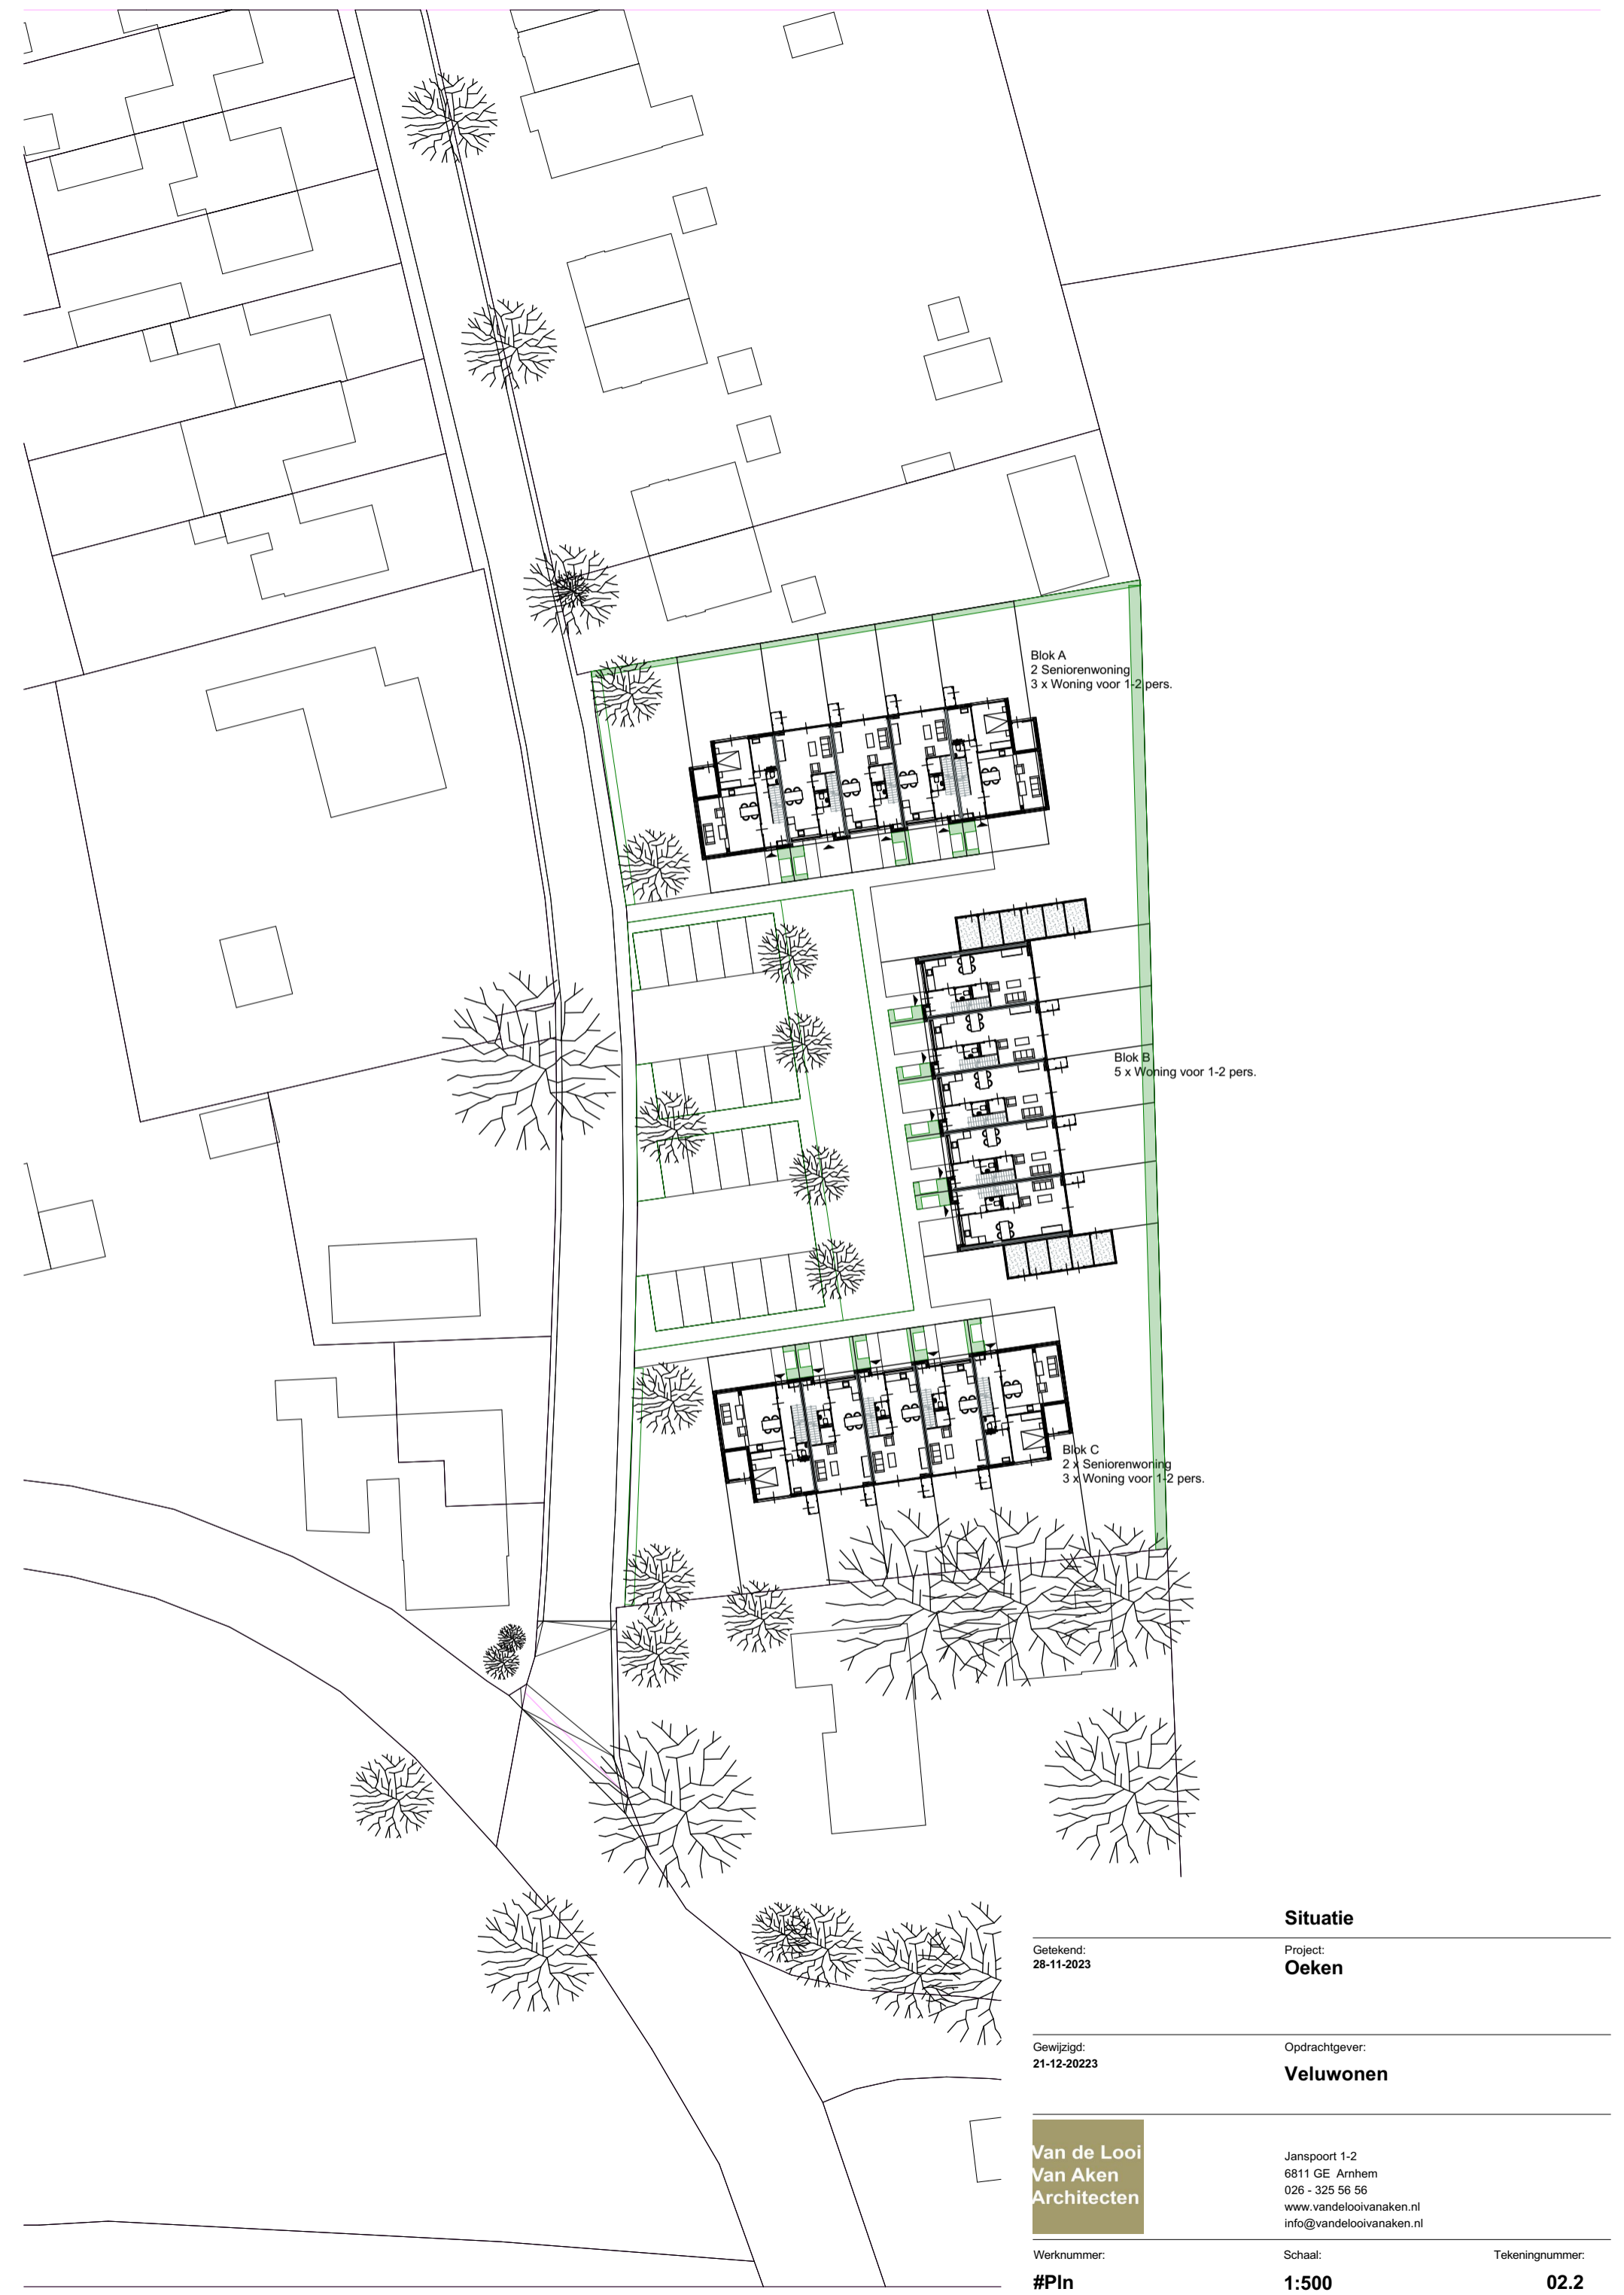 Blok A
2 Seniorenwoning
3 x Woning voor 1-2 pers.
Blok B
5 x Woning voor 1-2 pers.
Blok C
2 x Seniorenwoning
3 x Woning voor 1-2 pers.
Situatie
Getekend:
28-11-2023
Project:
Oeken
Gewijzigd:
21-12-20223
Opdrachtgever:
Veluwonen
Van de Looi
Van Aken
Architecten
Janspoort 1-2
6811 GE Arnhem
026 - 325 56 56
www.vandelooivanaken.nl
info@vandelooivanaken.nl
Werknummer:
#Pln
Schaal:
1:500
Tekeningnummer:
02.2